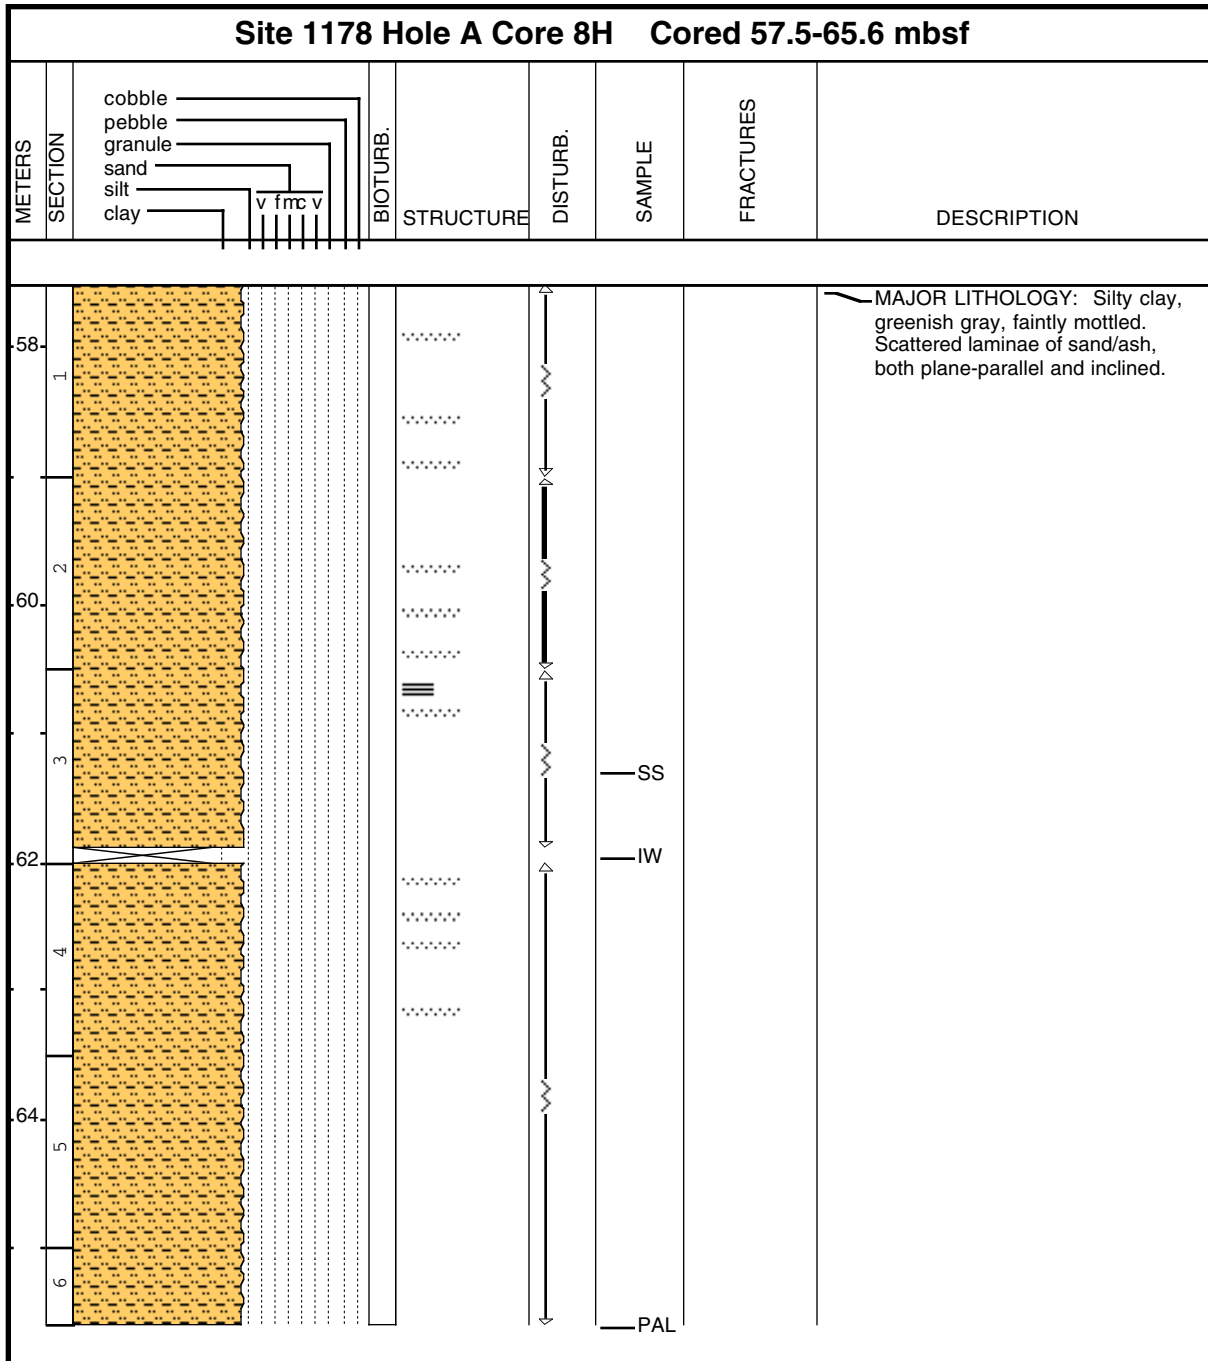 Site 1178 Hole A Core 8H    Cored 57.5-65.6 mbsf
METERS
SECTION
cobble
pebble
granule
sand
silt
clay
v f m c v
BIOTURB.
STRUCTURE
DISTURB.
SAMPLE
FRACTURES
DESCRIPTION
MAJOR LITHOLOGY:  Silty clay,
greenish gray, faintly mottled.
Scattered laminae of sand/ash,
both plane-parallel and inclined.
58
1
2
60
3
SS
62
IW
4
64
5
6
PAL